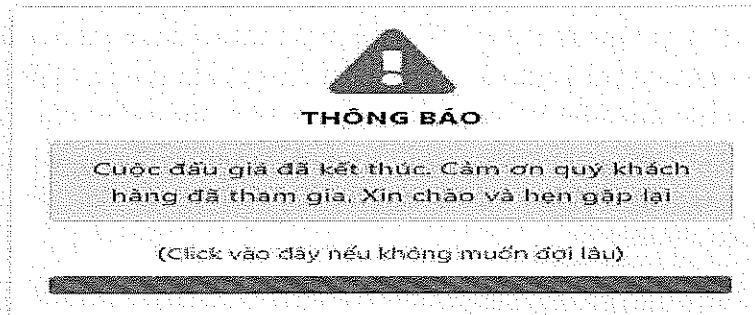 THÔNG BÁO
Cuộc đấu giá đã kết thúc. Cảm ơn quý khách
hàng đã tham gia. Xin chào và hẹn gặp lại
(Click vào đây nếu không muốn đợi lâu)